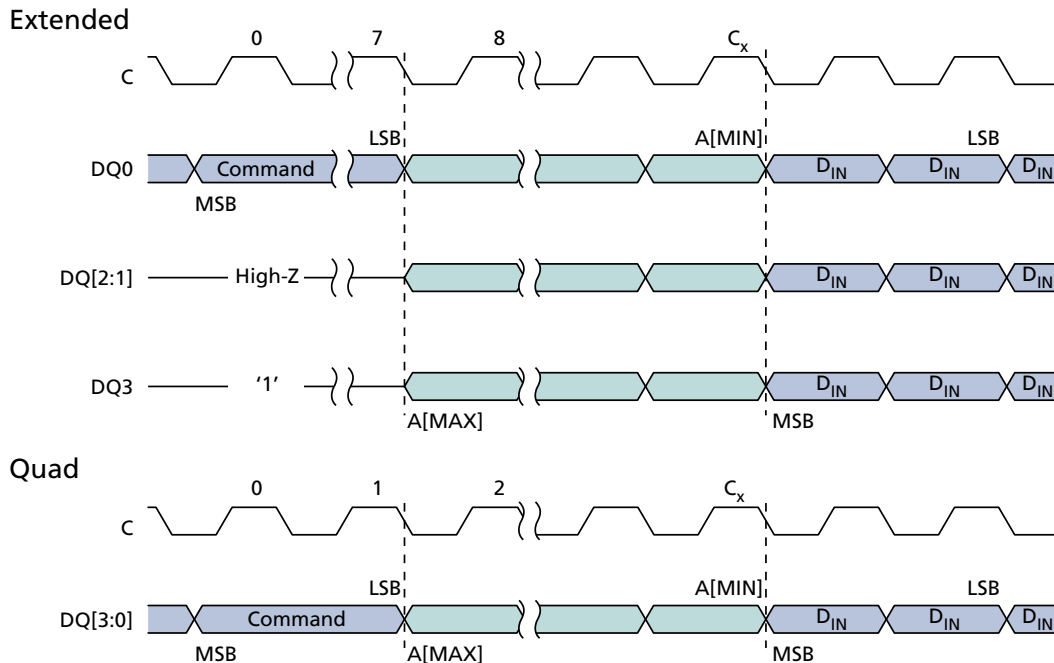 Extended
0 7 8 Cx
C
LSB A[MIN] LSB
DQ0 Command DIN DIN DIN
MSB
DQ[2:1] High-Z DIN DIN DIN
DQ3 '1' DIN DIN DIN
A[MAX] MSB
Quad
0 1 2 Cx
C
LSB A[MIN] LSB
DQ[3:0] Command DIN DIN DIN
MSB A[MAX] MSB